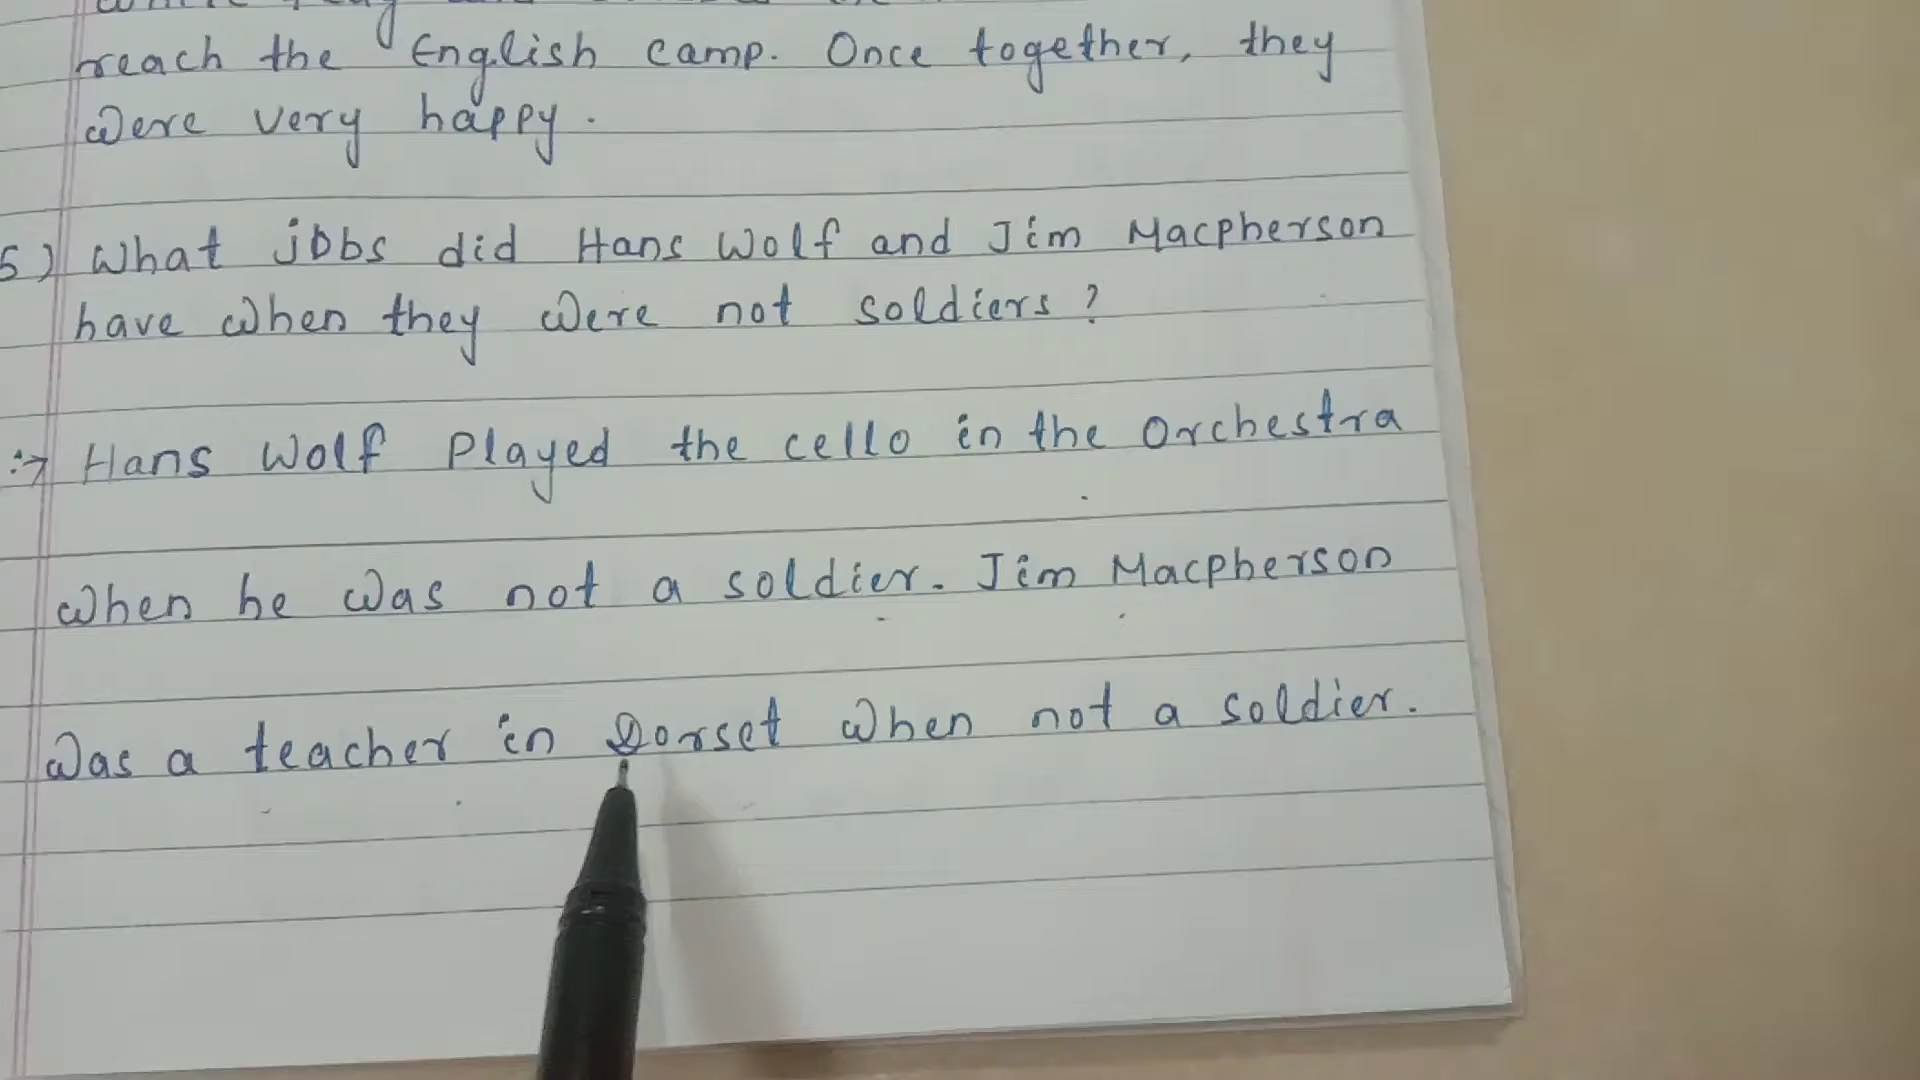 reach the English camp. Once together, they
were very happy.
5) What jobs did Hans Wolf and Jim Macpherson
have when they were not soldiers?
:→ Hans Wolf Played the cello in the Orchestra
when he was not a soldier. Jim Macpherson
was a teacher in Dorset when not a soldier.